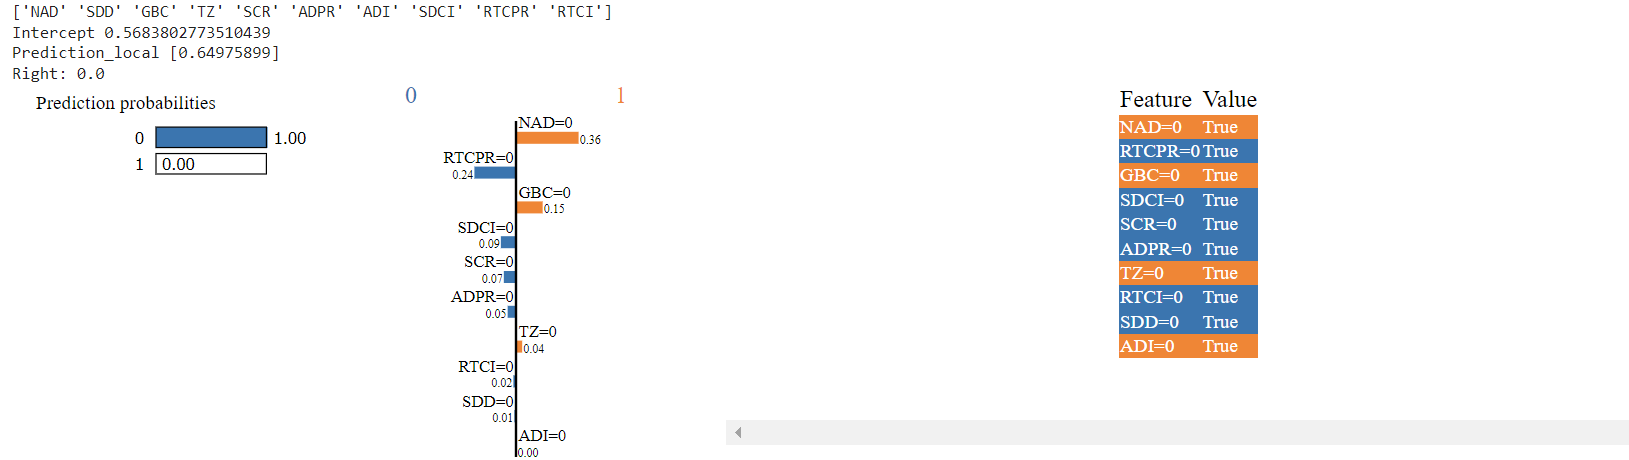 ['NAD' 'SDD' 'GBC' 'TZ' 'SCR' 'ADPR' 'ADI' 'SDCI' 'RTCPR' 'RTCI']
Intercept 0.5683802773510439
Prediction_local [0.64975899]
Right: 0.0
Prediction probabilities
0 1.00
1 0.00
0 1
NAD=0
0.36
RTCPR=0
0.24
GBC=0
0.15
SDCI=0
0.09
SCR=0
0.07
ADPR=0
0.05
TZ=0
0.04
RTCI=0
0.02
SDD=0
0.01
ADI=0
0.00
Feature Value
NAD=0 True
RTCPR=0 True
GBC=0 True
SDCI=0 True
SCR=0 True
ADPR=0 True
TZ=0 True
RTCI=0 True
SDD=0 True
ADI=0 True